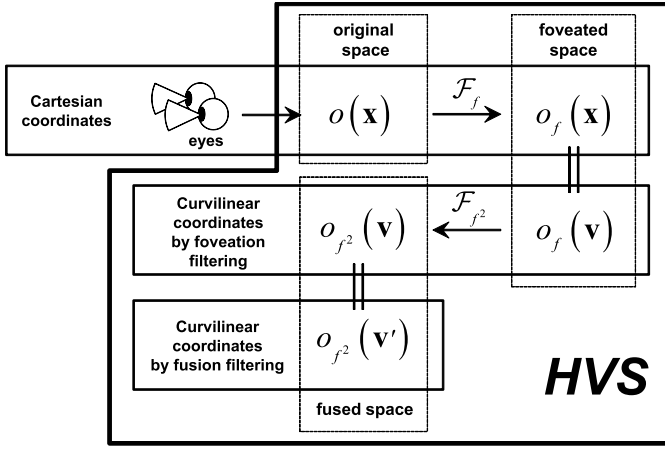 original
space
foveated
space
Cartesian
coordinates
eyes
o(x)
ℱ_f
o_f(x)
Curvilinear
coordinates
by foveation
filtering
o_{f²}(v)
ℱ_{f²}
o_f(v)
Curvilinear
coordinates
by fusion filtering
o_{f²}(v′)
HVS
fused space